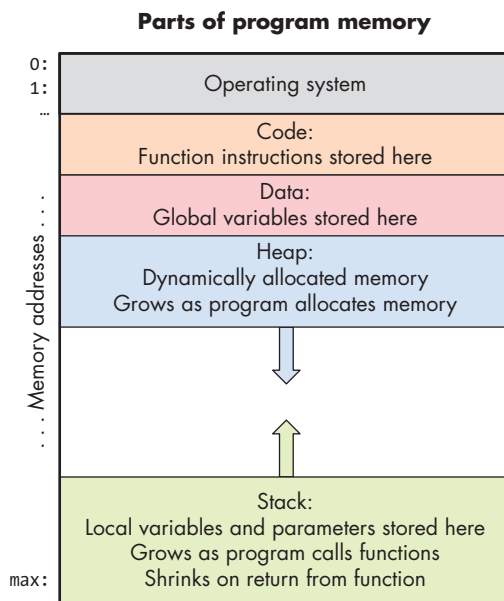 Parts of program memory
0:
1:
…
Operating system
Code:
Function instructions stored here
Data:
Global variables stored here
Heap:
Dynamically allocated memory
Grows as program allocates memory
. . . . Memory addresses . . . .
Stack:
Local variables and parameters stored here
Grows as program calls functions
max:
Shrinks on return from function